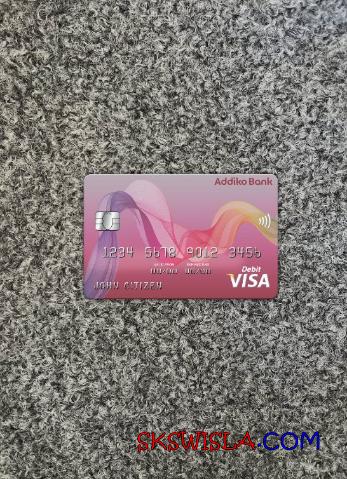 Addiko Bank
1234 5678 9012 3456
Debit
VISA
JOHN CITIZEN
SKSWISLA.COM